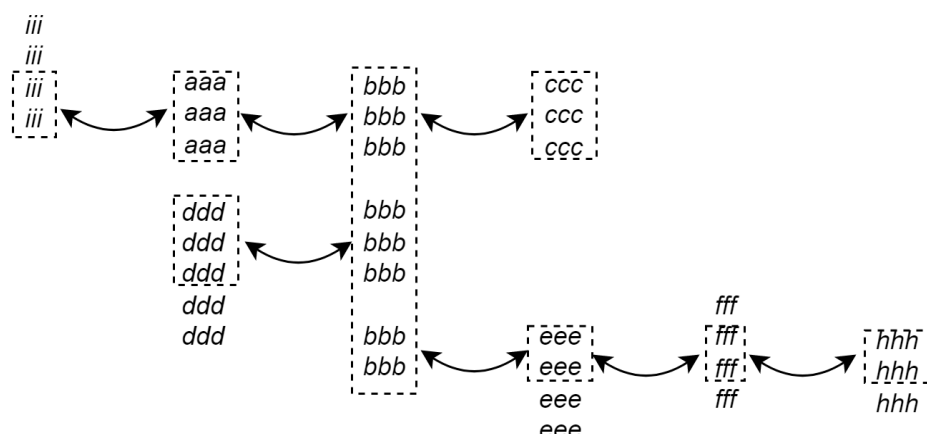 iii
iii
iii aaa bbb ccc
iii aaa bbb ccc
aaa bbb ccc
ddd bbb
ddd bbb
ddd bbb
ddd fff
ddd bbb eee fff hhh
bbb eee fff hhh
eee fff hhh
eee